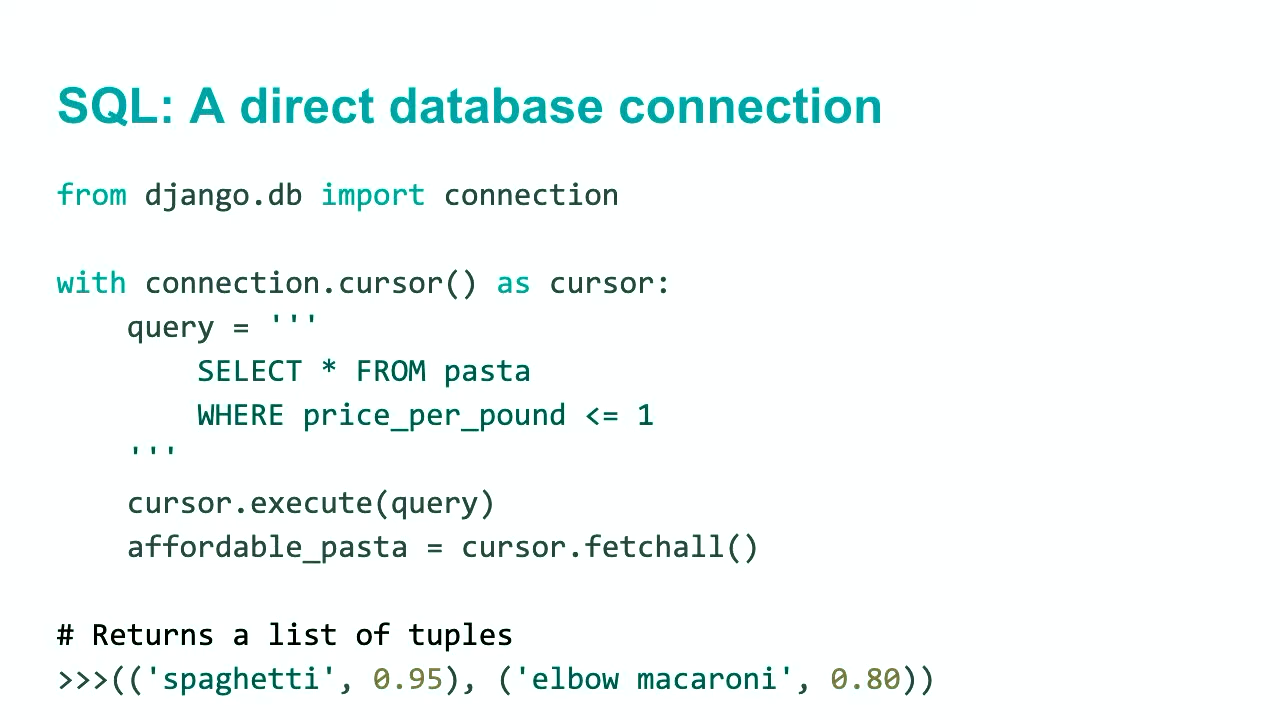 SQL: A direct database connection
from django.db import connection
with connection.cursor() as cursor:
    query = '''
        SELECT * FROM pasta
        WHERE price_per_pound <= 1
    '''
    cursor.execute(query)
    affordable_pasta = cursor.fetchall()
# Returns a list of tuples
>>>(('spaghetti', 0.95), ('elbow macaroni', 0.80))